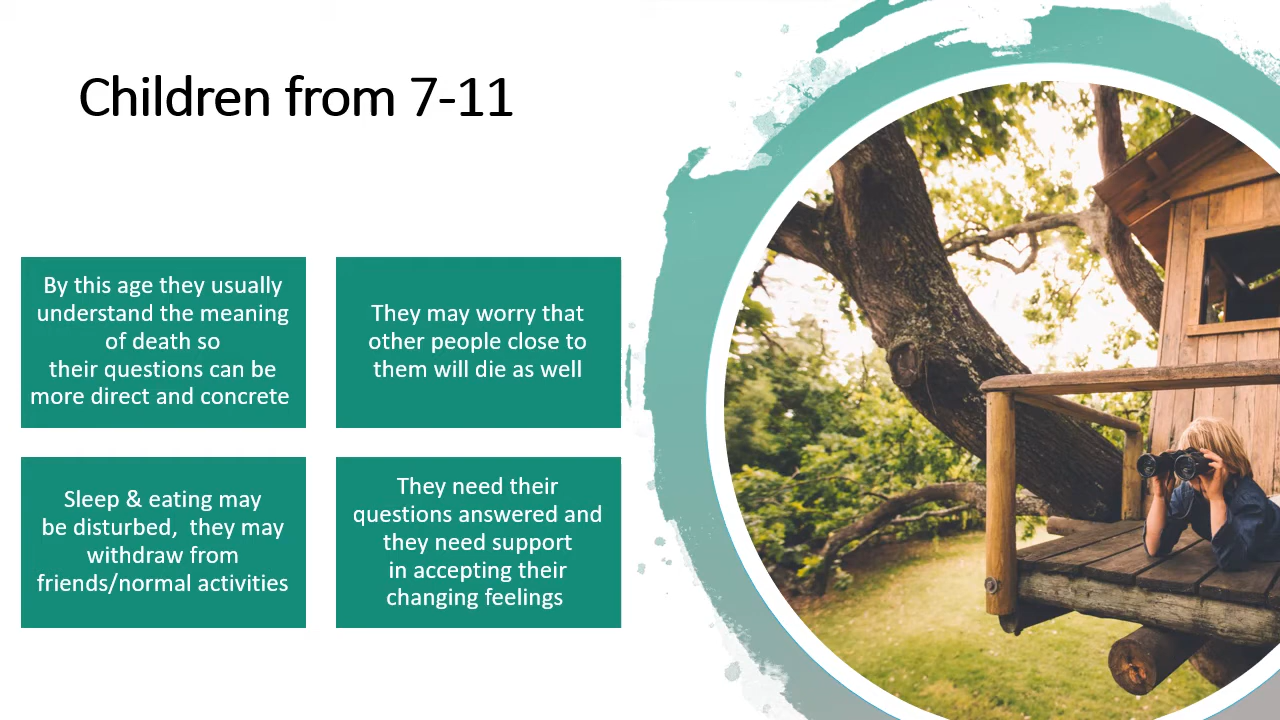 Children from 7-11
By this age they usually
understand the meaning
of death so
their questions can be
more direct and concrete
They may worry that
other people close to
them will die as well
Sleep & eating may
be disturbed,  they may
withdraw from
friends/normal activities
They need their
questions answered and
they need support
in accepting their
changing feelings